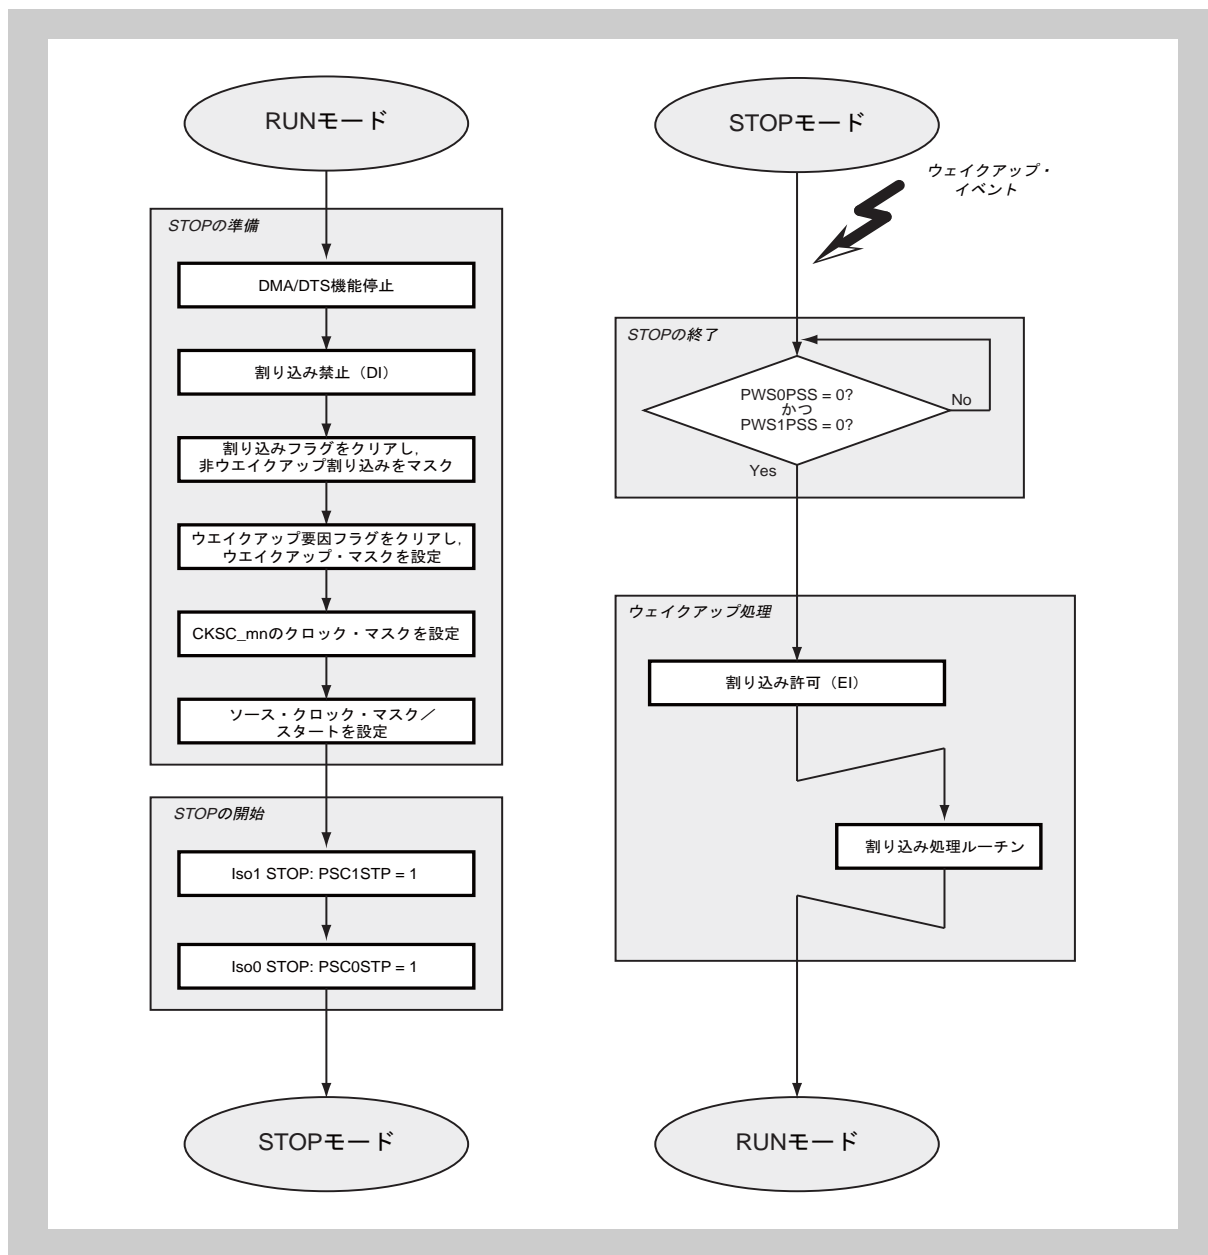 RUNモード
STOPの準備
DMA/DTS機能停止
割り込み禁止（DI）
割り込みフラグをクリアし,
非ウエイクアップ割り込みをマスク
ウエイクアップ要因フラグをクリアし,
ウエイクアップ・マスクを設定
CKSC_mnのクロック・マスクを設定
ソース・クロック・マスク／
スタートを設定
STOPの開始
Iso1 STOP: PSC1STP = 1
Iso0 STOP: PSC0STP = 1
STOPモード
STOPモード
ウェイクアップ・
イベント
STOPの終了
PWS0PSS = 0?
かつ
PWS1PSS = 0?
No
Yes
ウェイクアップ処理
割り込み許可（EI）
割り込み処理ルーチン
RUNモード